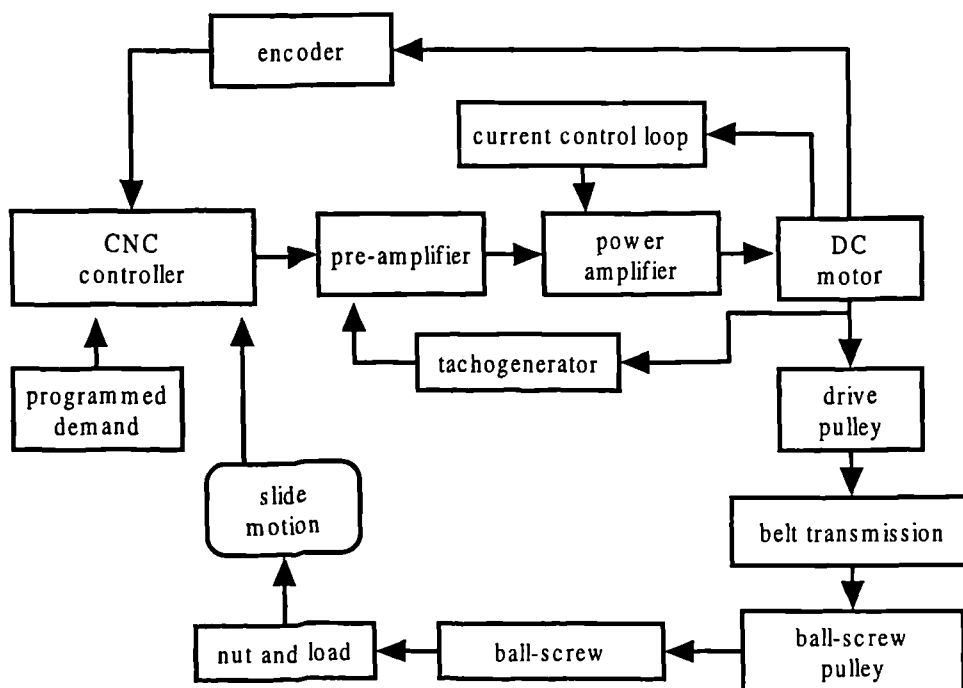 encoder
current control loop
CNC
controller
pre-amplifier
power
amplifier
DC
motor
tachogenerator
programmed
demand
drive
pulley
slide
motion
belt transmission
nut and load
ball-screw
ball-screw
pulley